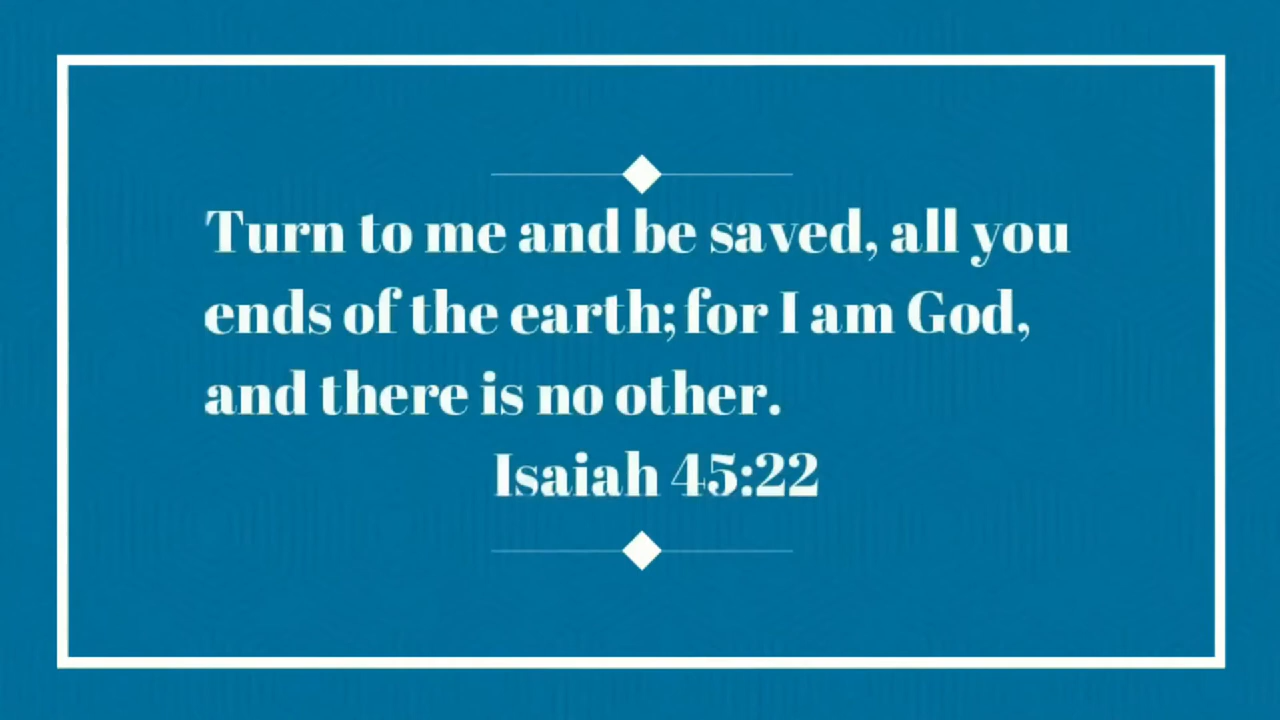 Turn to me and be saved, all you
ends of the earth; for I am God,
and there is no other.
Isaiah 45:22